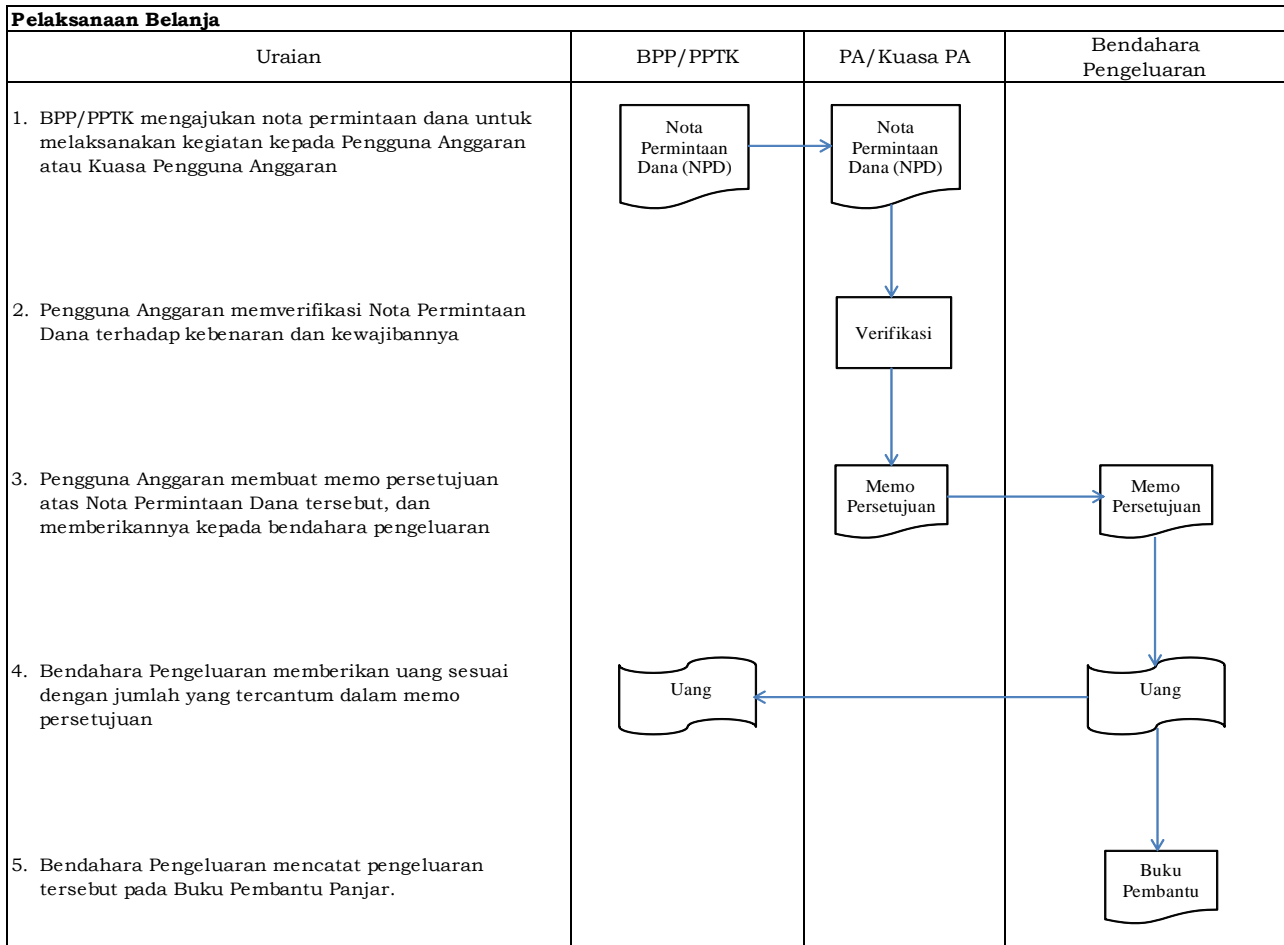 Pelaksanaan Belanja
Uraian
BPP/PPTK
PA/Kuasa PA
Bendahara
Pengeluaran
1. BPP/PPTK mengajukan nota permintaan dana untuk
melaksanakan kegiatan kepada Pengguna Anggaran
atau Kuasa Pengguna Anggaran
Nota
Permintaan
Dana (NPD)
Nota
Permintaan
Dana (NPD)
2. Pengguna Anggaran memverifikasi Nota Permintaan
Dana terhadap kebenaran dan kewajibannya
Verifikasi
3. Pengguna Anggaran membuat memo persetujuan
atas Nota Permintaan Dana tersebut, dan
memberikannya kepada bendahara pengeluaran
Memo
Persetujuan
Memo
Persetujuan
4. Bendahara Pengeluaran memberikan uang sesuai
dengan jumlah yang tercantum dalam memo
persetujuan
Uang
Uang
5. Bendahara Pengeluaran mencatat pengeluaran
tersebut pada Buku Pembantu Panjar.
Buku
Pembantu